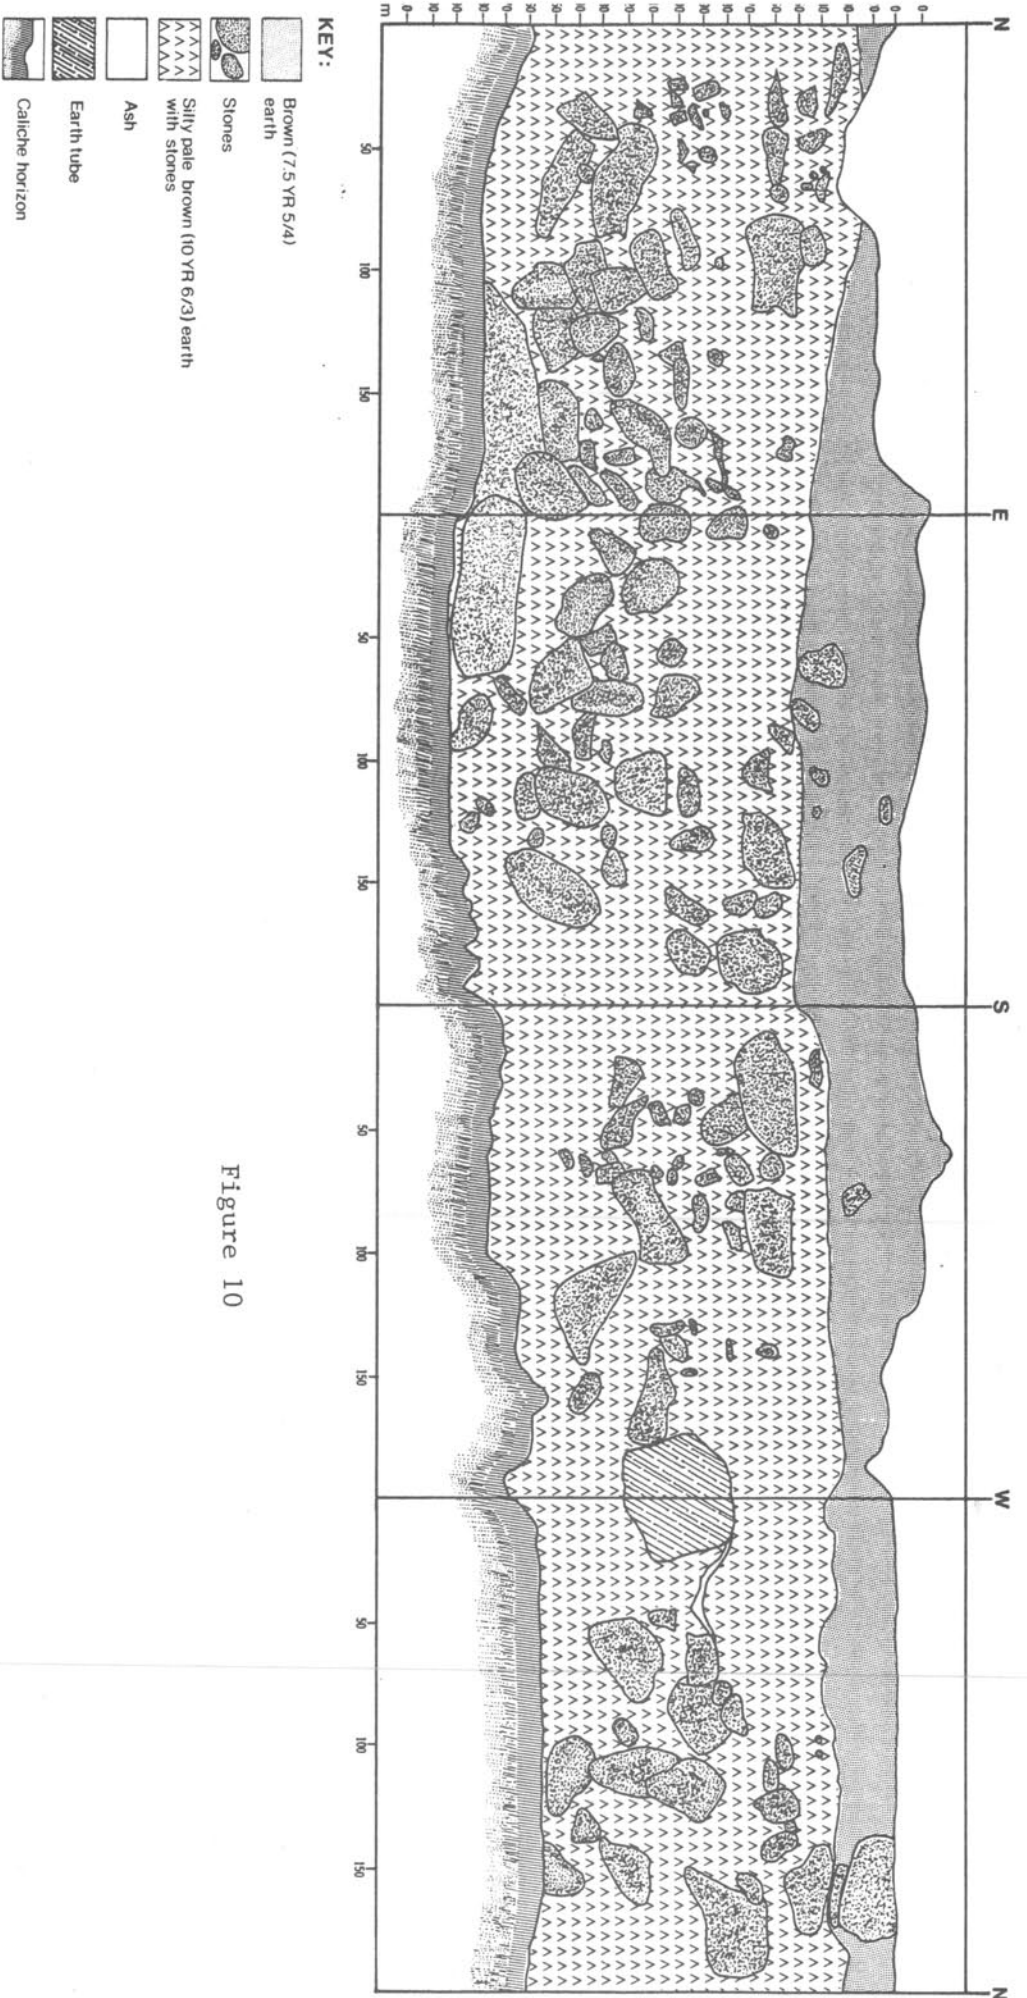 N
E
S
W
N
50
100
150
50
100
150
50
100
150
50
100
150
m
KEY:
Brown (7.5 YR 5/4)
earth
Stones
Silty pale brown (10 YR 6/3) earth
with stones
Ash
Earth tube
Caliche horizon
Figure 10